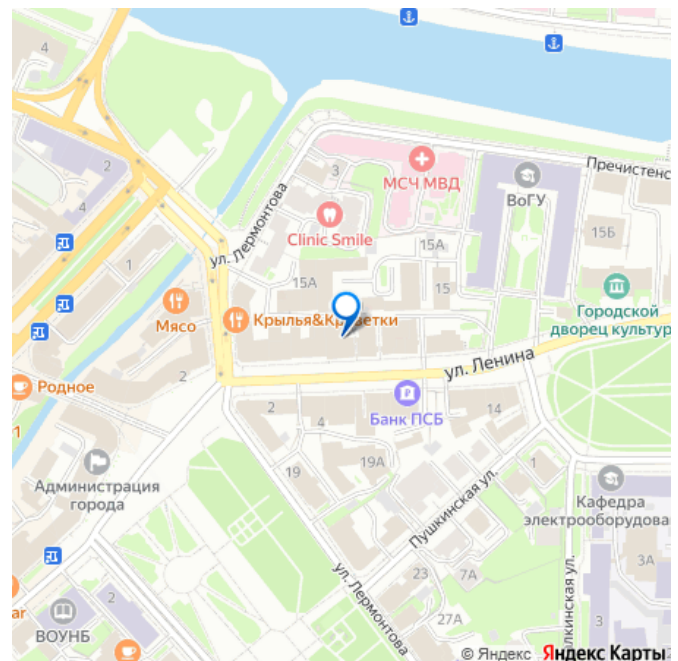 4
2
4
1
3
ул. Лермонтова
МСЧ МВД
Clinic Smile
ВоГУ
Пречистенс
15Б
15А
15А
15
Мясо
Городской
дворец культур
Родное
2
ул. Ленина
1
Банк ПСБ
2
4
14
19А
19
1
Администрация
города
Пушкинская ул.
Кафедра
электрооборудова
3А
23
7А
ул. Лермонтова
27А
3
2
ВОУНБ
ar
© Яндекс Яндекс Карты